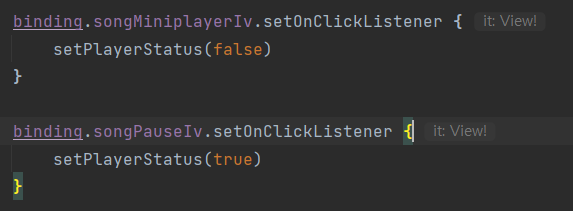 binding.songMiniplayerIv.setOnClickListener { it: View!
    setPlayerStatus(false)
}
binding.songPauseIv.setOnClickListener { it: View!
    setPlayerStatus(true)
}